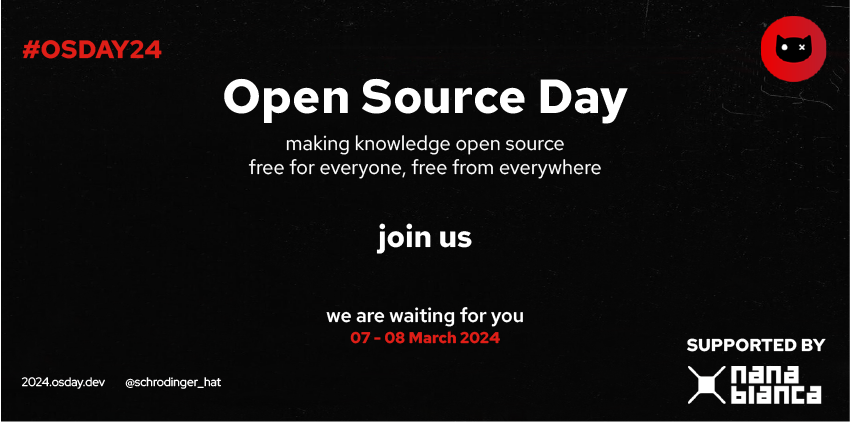 #OSDAY24
Open Source Day
making knowledge open source
free for everyone, free from everywhere
join us
we are waiting for you
07 - 08 March 2024
SUPPORTED BY
nana
bianca
2024.osday.dev @schrodinger_hat